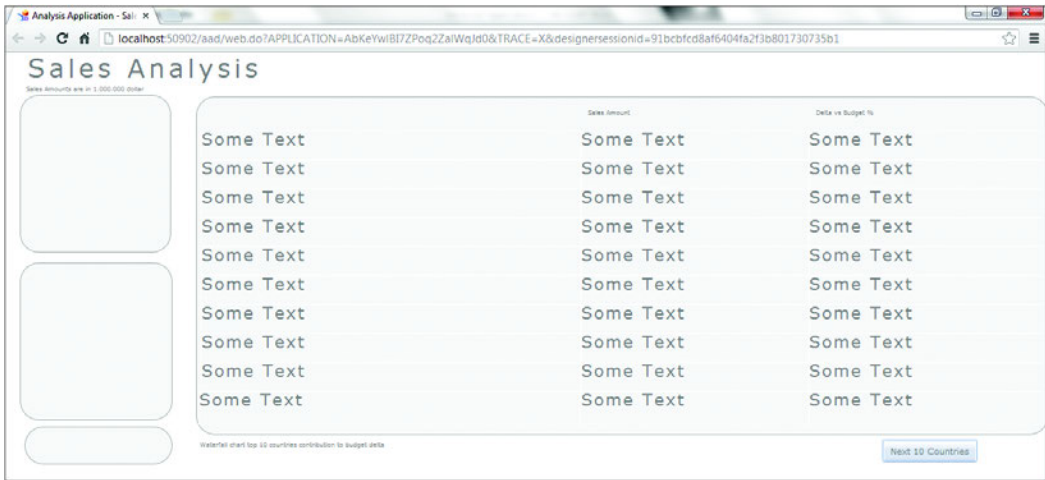 Analysis Application - Sale
localhost:50902/aad/web.do?APPLICATION=AbKeYwlBI7ZPoq2ZalWqJd0&TRACE=X&designersessionid=91bcbfcd8af6404fa2f3b801730735b1
Sales Analysis
Sales Amounts are in 1.000.000 dollar
Sales Amount Delta vs Budget %
Some Text Some Text Some Text
Some Text Some Text Some Text
Some Text Some Text Some Text
Some Text Some Text Some Text
Some Text Some Text Some Text
Some Text Some Text Some Text
Some Text Some Text Some Text
Some Text Some Text Some Text
Some Text Some Text Some Text
Some Text Some Text Some Text
Waterfall chart top 10 countries contribution to budget delta
Next 10 Countries